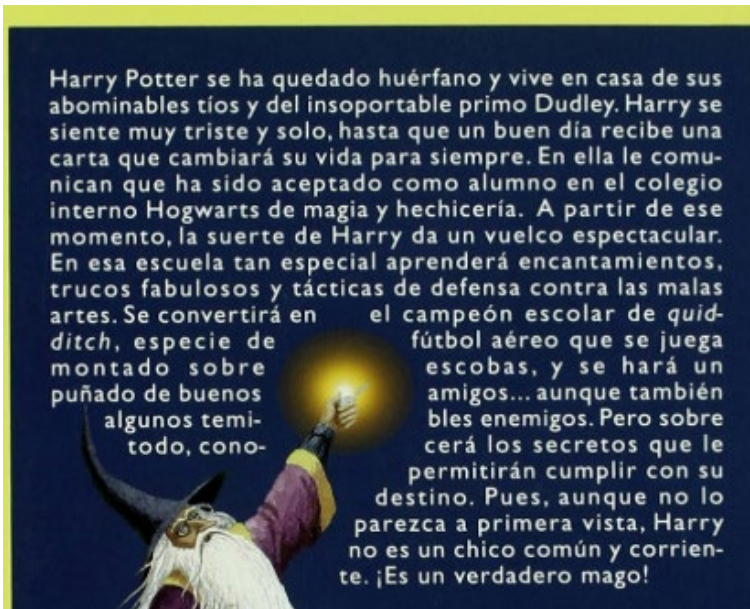 Harry Potter se ha quedado huérfano y vive en casa de sus
abominables tíos y del insoportable primo Dudley. Harry se
siente muy triste y solo, hasta que un buen día recibe una
carta que cambiará su vida para siempre. En ella le comu-
nican que ha sido aceptado como alumno en el colegio
interno Hogwarts de magia y hechicería. A partir de ese
momento, la suerte de Harry da un vuelco espectacular.
En esa escuela tan especial aprenderá encantamientos,
trucos fabulosos y tácticas de defensa contra las malas
artes. Se convertirá en el campeón escolar de quid-
ditch, especie de fútbol aéreo que se juega
montado sobre escobas, y se hará un
puñado de buenos amigos... aunque también
algunos temi- bles enemigos. Pero sobre
todo, cono- cerá los secretos que le
permitirán cumplir con su
destino. Pues, aunque no lo
parezca a primera vista, Harry
no es un chico común y corrien-
te. ¡Es un verdadero mago!